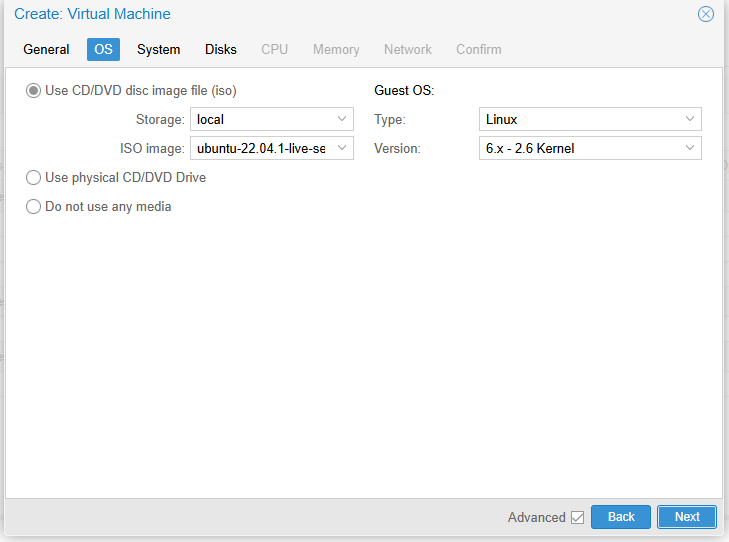 Create: Virtual Machine
General OS System Disks CPU Memory Network Confirm
Use CD/DVD disc image file (iso) Guest OS:
Storage: local Type: Linux
ISO image: ubuntu-22.04.1-live-se Version: 6.x - 2.6 Kernel
Use physical CD/DVD Drive
Do not use any media
Advanced Back Next